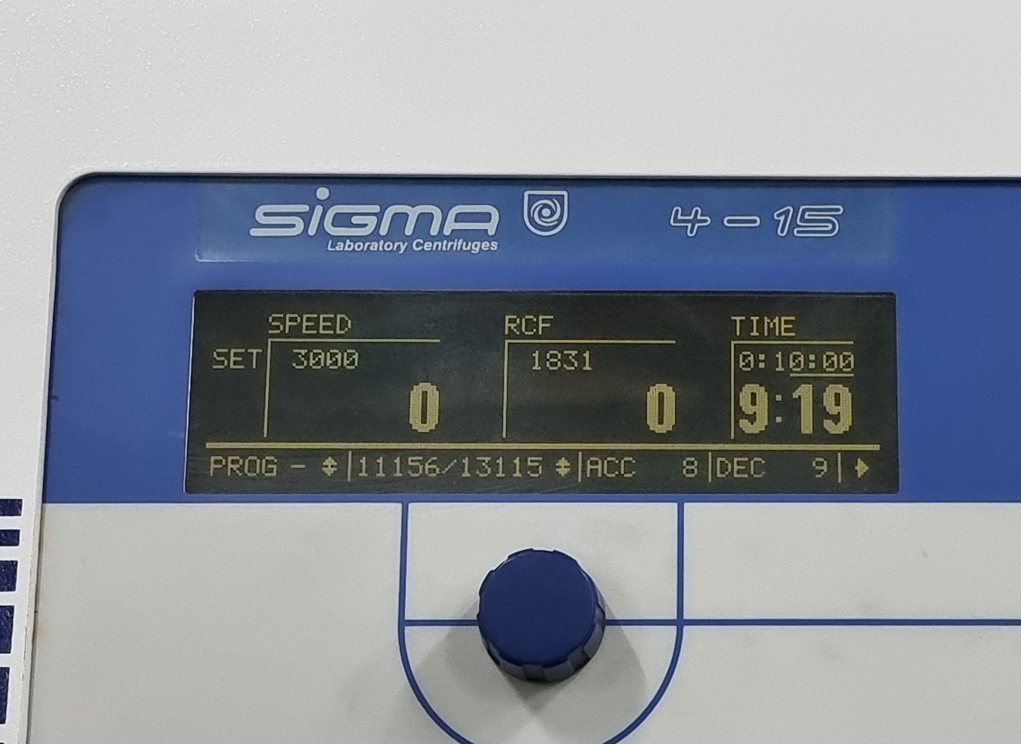 SIGMA 4-15
Laboratory Centrifuges
SPEED RCF TIME
SET 3000 1831 0:10:00
0 0 9:19
PROG - 11156/13115 ACC 8 DEC 9